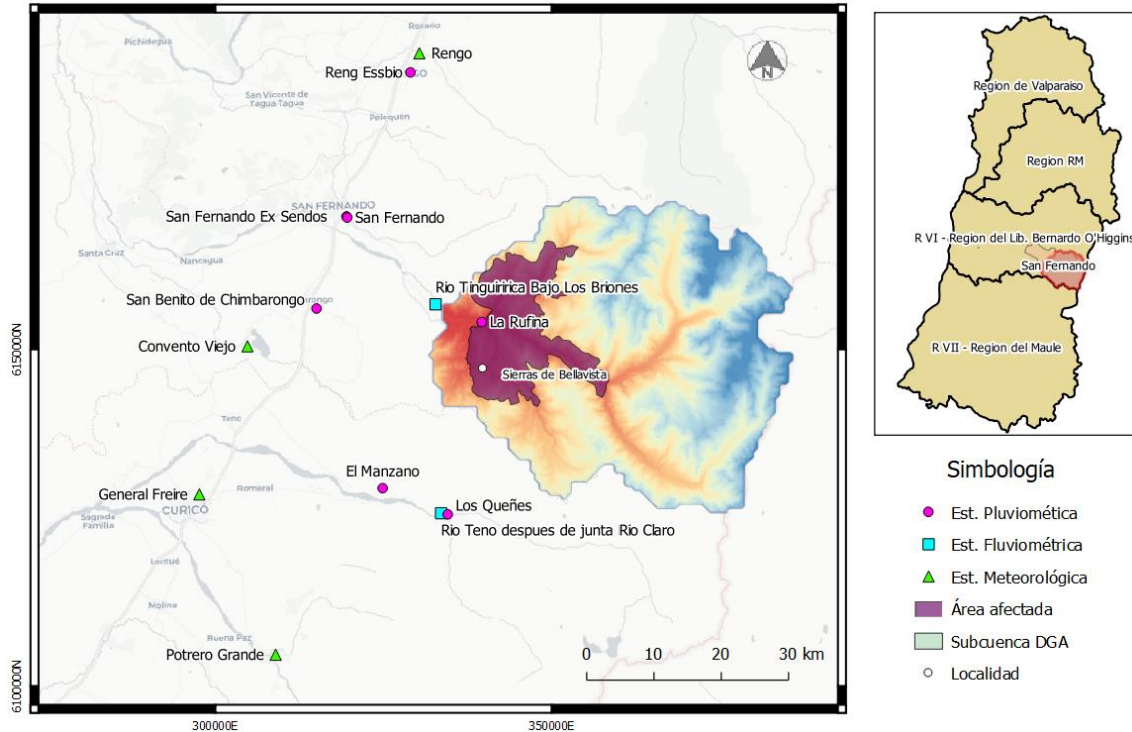 Rosario
Pichidegua
Rengo
Reng Essbio
San Vicente de
Tagua Tagua
Pelequen
N
SAN FERNANDO
San Fernando Ex Sendos
San Fernando
Santa Cruz
Nancagua
Rio Tinguiririca Bajo Los Briones
San Benito de Chimbarongo
La Rufina
Convento Viejo
Sierras de Bellavista
Teno
El Manzano
General Freire
Romeral
Los Queñes
CURICÓ
Sagrada
Familia
Rio Teno despues de junta Rio Claro
Lontué
Molina
Buena Paz
Potrero Grande
0 10 20 30 km
6150000N
6100000N
300000E
350000E
Region de Valparaiso
Region RM
R VI - Region del Lib. Bernardo O'Higgins
San Fernando
R VII - Region del Maule
Simbología
Est. Pluviomética
Est. Fluviométrica
Est. Meteorológica
Área afectada
Subcuenca DGA
Localidad